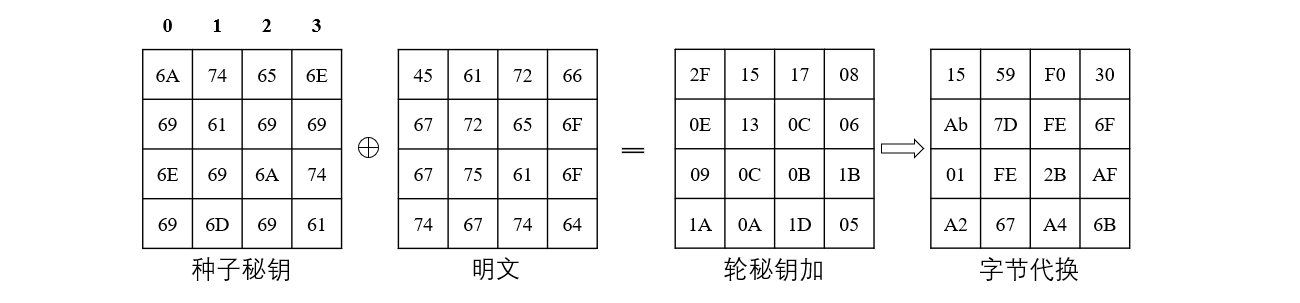 0 1 2 3
6A 74 65 6E 45 61 72 66 2F 15 17 08 15 59 F0 30
69 61 69 69 67 72 65 6F 0E 13 0C 06 Ab 7D FE 6F
⊕ = ⇨
6E 69 6A 74 67 75 61 6F 09 0C 0B 1B 01 FE 2B AF
69 6D 69 61 74 67 74 64 1A 0A 1D 05 A2 67 A4 6B
种子秘钥 明文 轮秘钥加 字节代换